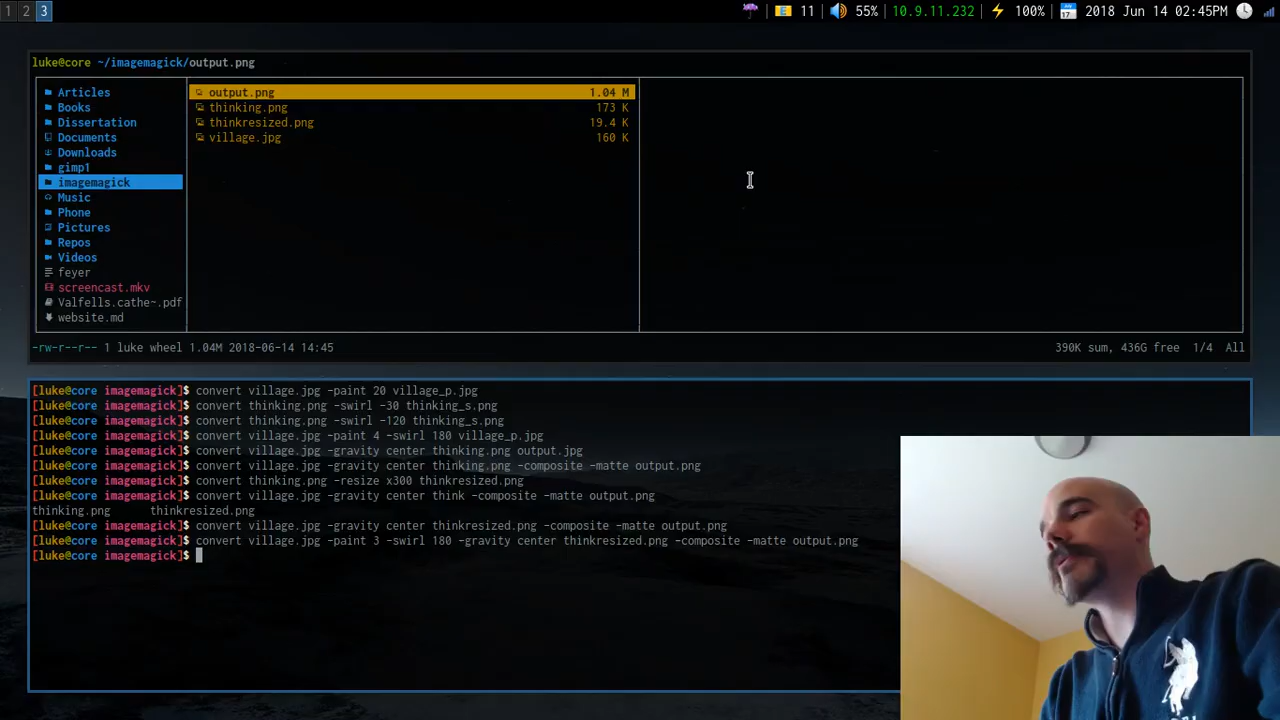 1 2 3 11 55% 10.9.11.232 100% 2018 Jun 14 02:45PM
luke@core ~/imagemagick/output.png
Articles
Books
Dissertation
Documents
Downloads
gimp1
imagemagick
Music
Phone
Pictures
Repos
Videos
feyer
screencast.mkv
Valfells.cathe~.pdf
website.md
output.png 1.04 M
thinking.png 173 K
thinkresized.png 19.4 K
village.jpg 160 K
-rw-r--r-- 1 luke wheel 1.04M 2018-06-14 14:45 390K sum, 436G free 1/4 All
[luke@core imagemagick]$ convert village.jpg -paint 20 village_p.jpg
[luke@core imagemagick]$ convert thinking.png -swirl -30 thinking_s.png
[luke@core imagemagick]$ convert thinking.png -swirl -120 thinking_s.png
[luke@core imagemagick]$ convert village.jpg -paint 4 -swirl 180 village_p.jpg
[luke@core imagemagick]$ convert village.jpg -gravity center thinking.png output.jpg
[luke@core imagemagick]$ convert village.jpg -gravity center thinking.png -composite -matte output.png
[luke@core imagemagick]$ convert thinking.png -resize x300 thinkresized.png
[luke@core imagemagick]$ convert village.jpg -gravity center think -composite -matte output.png
thinking.png thinkresized.png
[luke@core imagemagick]$ convert village.jpg -gravity center thinkresized.png -composite -matte output.png
[luke@core imagemagick]$ convert village.jpg -paint 3 -swirl 180 -gravity center thinkresized.png -composite -matte output.png
[luke@core imagemagick]$